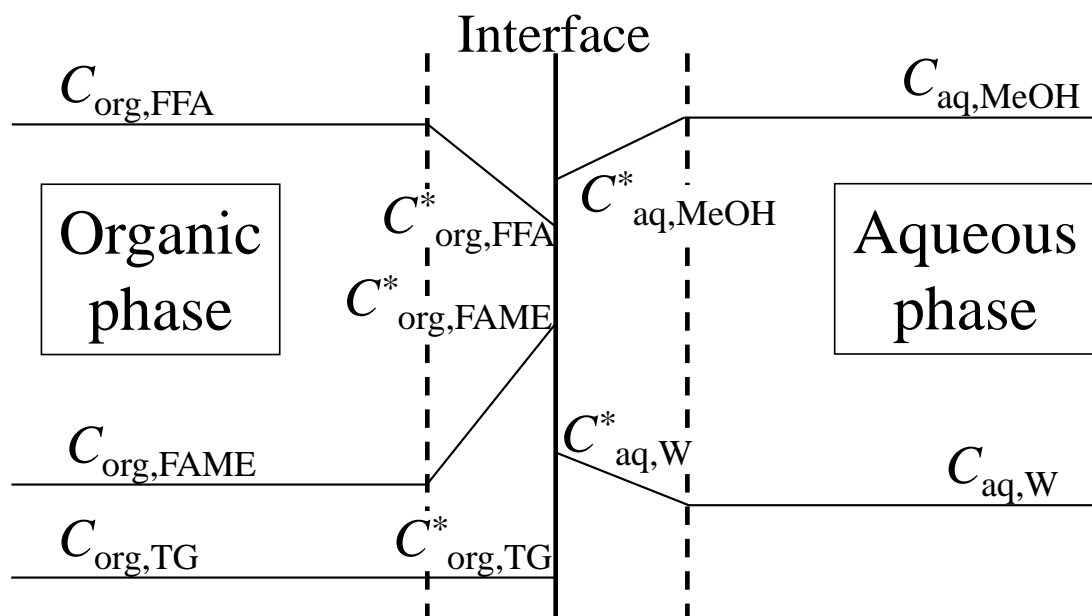 Interface
C_org,FFA
C_aq,MeOH
C*_aq,MeOH
C*_org,FFA
Organic
phase
Aqueous
phase
C*_org,FAME
C_org,FAME
C*_aq,W
C_aq,W
C_org,TG
C*_org,TG